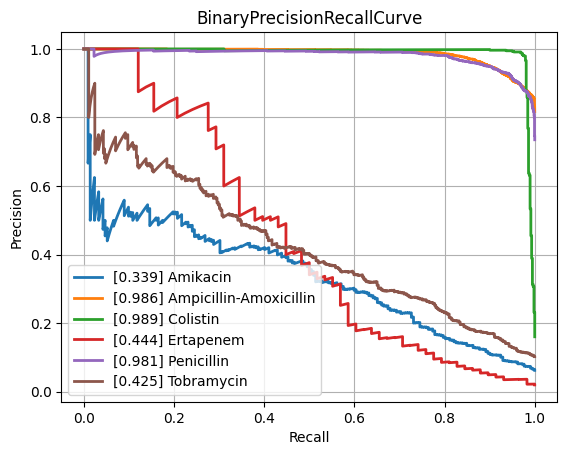 BinaryPrecisionRecallCurve
1.0
0.8
0.6
0.4
0.2
0.0
Precision
[0.339] Amikacin
[0.986] Ampicillin-Amoxicillin
[0.989] Colistin
[0.444] Ertapenem
[0.981] Penicillin
[0.425] Tobramycin
0.0 0.2 0.4 0.6 0.8 1.0
Recall